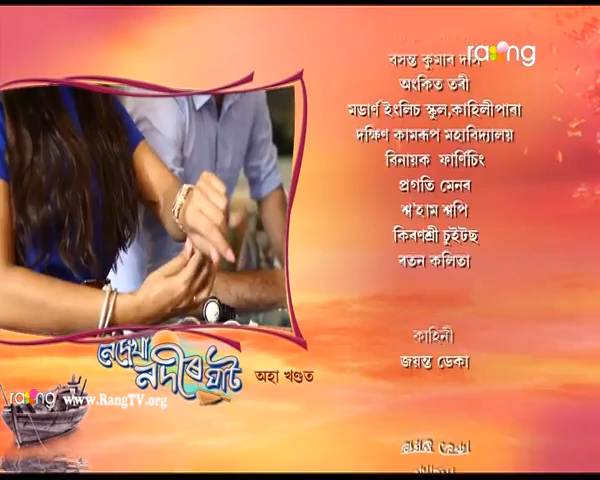 rang
বসন্ত কুমাৰ দাস
অংকিত তৰী
মডাৰ্ণ ইংলিচ স্কুল,কাহিলীপাৰা
দক্ষিণ কামৰূপ মহাবিদ্যালয়
বিনায়ক ফাৰ্ণিচিং
প্ৰগতি মেনৰ
শ্ব'হাম শ্বপি
কিৰণশ্ৰী চুইটছ
ৰতন কলিতা
কাহিনী
জয়ন্ত ডেকা
নেদেখা
নদীৰ ঘাট
অহা খণ্ডত
rang
www.RangTV.org